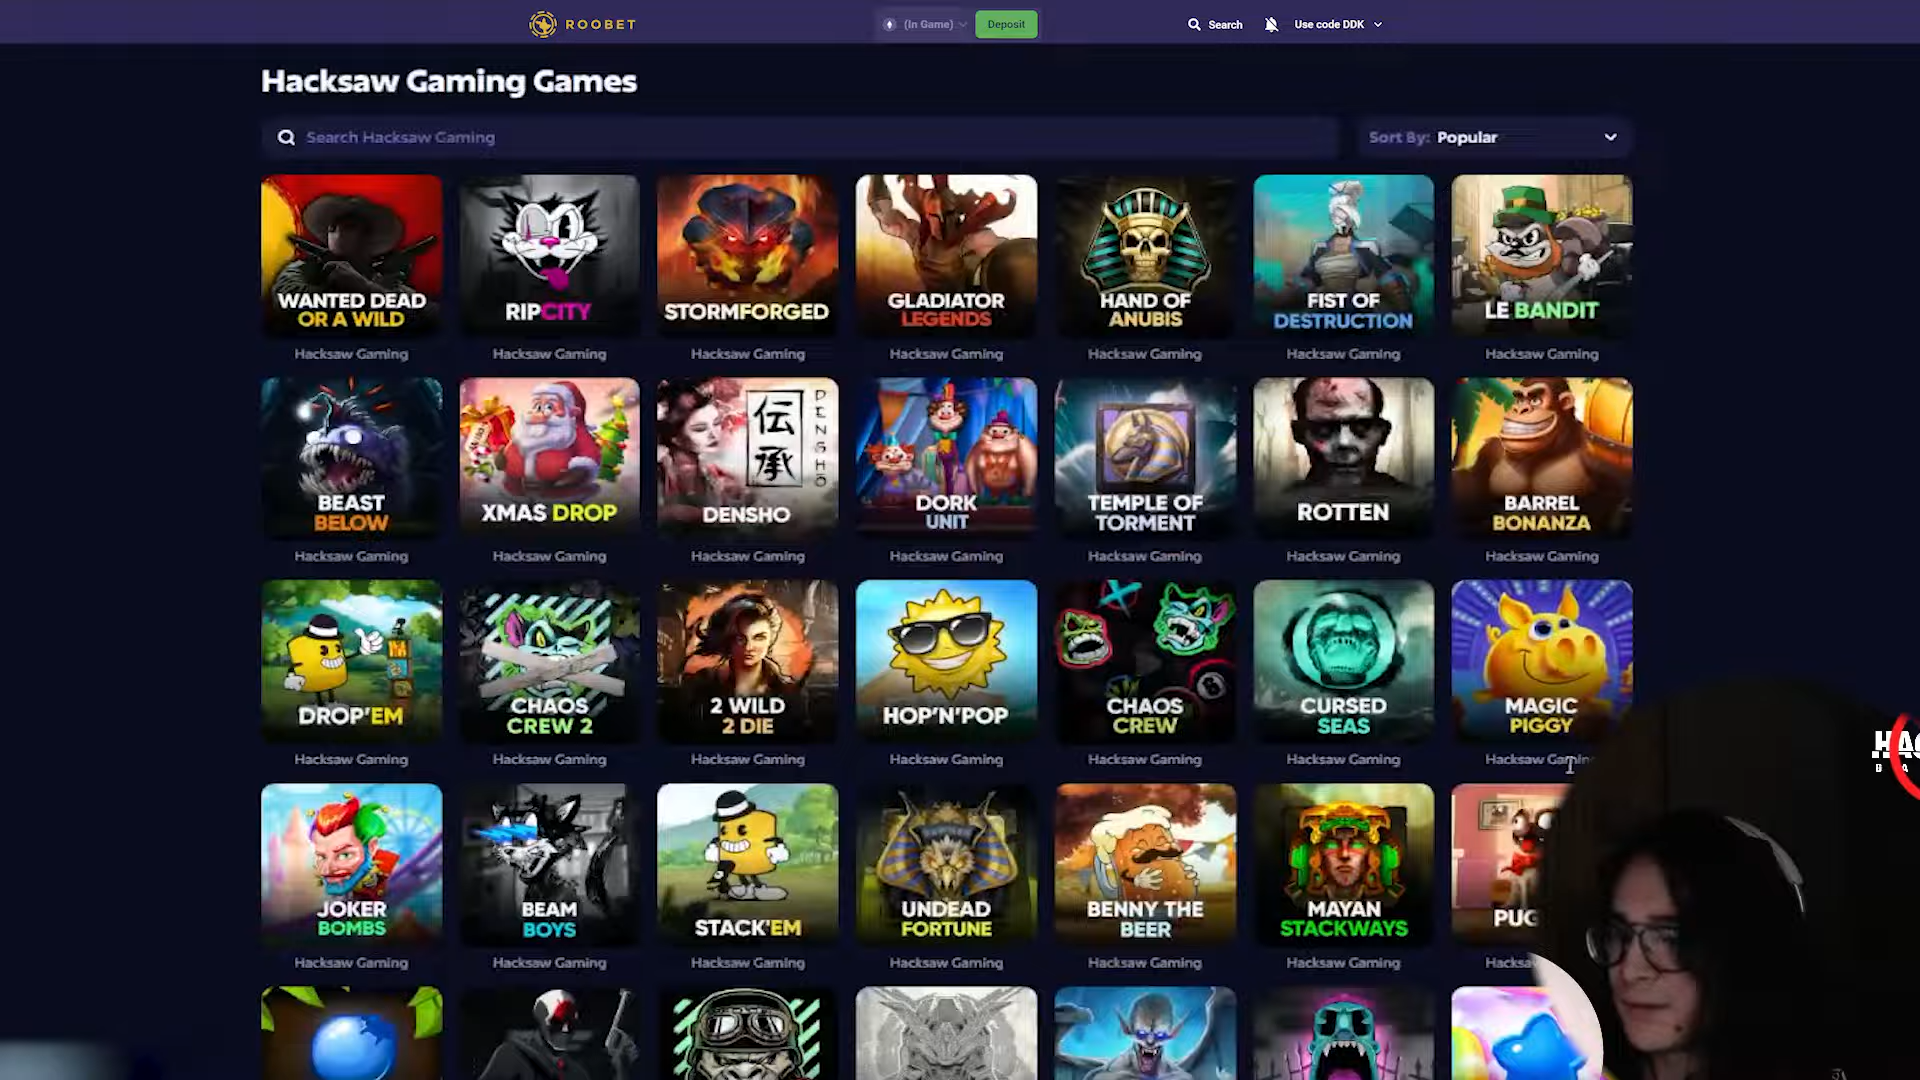 ROOBET
(In Game)
Deposit
Search
Use code DDK
Hacksaw Gaming Games
Search Hacksaw Gaming
Sort By: Popular
WANTED DEAD
OR A WILD
RIPCITY
STORMFORGED
GLADIATOR
LEGENDS
HAND OF
ANUBIS
FIST OF
DESTRUCTION
LE BANDIT
Hacksaw Gaming
Hacksaw Gaming
Hacksaw Gaming
Hacksaw Gaming
Hacksaw Gaming
Hacksaw Gaming
Hacksaw Gaming
BEAST
BELOW
XMAS DROP
伝承
DENSHŌ
DENSHO
DORK
UNIT
TEMPLE OF
TORMENT
ROTTEN
BARREL
BONANZA
Hacksaw Gaming
Hacksaw Gaming
Hacksaw Gaming
Hacksaw Gaming
Hacksaw Gaming
Hacksaw Gaming
Hacksaw Gaming
DROP'EM
CHAOS
CREW 2
2 WILD
2 DIE
HOP'N'POP
CHAOS
CREW
CURSED
SEAS
MAGIC
PIGGY
Hacksaw Gaming
Hacksaw Gaming
Hacksaw Gaming
Hacksaw Gaming
Hacksaw Gaming
Hacksaw Gaming
Hacksaw Gaming
JOKER
BOMBS
BEAM
BOYS
STACK'EM
UNDEAD
FORTUNE
BENNY THE
BEER
MAYAN
STACKWAYS
PUG
Hacksaw Gaming
Hacksaw Gaming
Hacksaw Gaming
Hacksaw Gaming
Hacksaw Gaming
Hacksaw Gaming